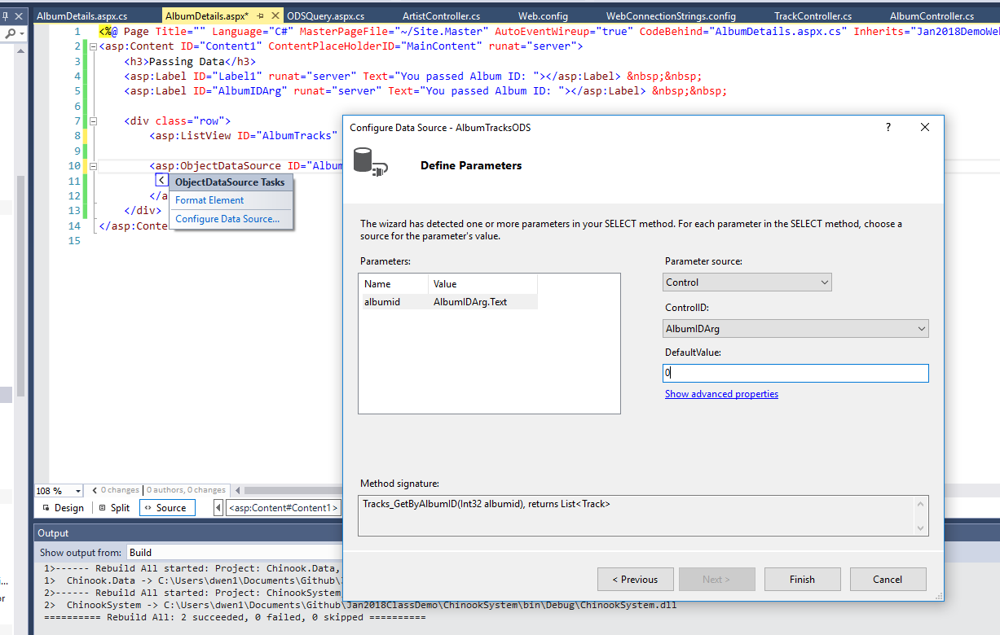 AlbumDetails.aspx.cs AlbumDetails.aspx* ODSQuery.aspx.cs ArtistController.cs Web.config WebConnectionStrings.config TrackController.cs AlbumController.cs
1 <%@ Page Title="" Language="C#" MasterPageFile="~/Site.Master" AutoEventWireup="true" CodeBehind="AlbumDetails.aspx.cs" Inherits="Jan2018DemoWe
2 <asp:Content ID="Content1" ContentPlaceHolderID="MainContent" runat="server">
3 <h3>Passing Data</h3>
4 <asp:Label ID="Label1" runat="server" Text="You passed Album ID: "></asp:Label> &nbsp;&nbsp;
5 <asp:Label ID="AlbumIDArg" runat="server" Text="You passed Album ID: "></asp:Label> &nbsp;&nbsp;
6
7 <div class="row">
8 <asp:ListView ID="AlbumTracks"
9
10 <asp:ObjectDataSource ID="Album
11 < ObjectDataSource Tasks
Format Element
12 </a
13 </div>
Configure Data Source...
14 </asp:Conte
15
Configure Data Source - AlbumTracksODS ?
Define Parameters
The wizard has detected one or more parameters in your SELECT method. For each parameter in the SELECT method, choose a
source for the parameter's value.
Parameters:
Name Value
albumid AlbumIDArg.Text
Parameter source:
Control
ControlID:
AlbumIDArg
DefaultValue:
0
Show advanced properties
Method signature:
Tracks_GetByAlbumID(Int32 albumid), returns List<Track>
< Previous Next > Finish Cancel
108 % 0 changes | 0 authors, 0 changes
Design Split Source <asp:Content#Content1>
Output
Show output from: Build
1>------ Rebuild All started: Project: Chinook.Data,
1> Chinook.Data -> C:\Users\dwen1\Documents\Github\
2>------ Rebuild All started: Project: ChinookSystem
2> ChinookSystem -> C:\Users\dwen1\Documents\Github\Jan2018ClassDemo\ChinookSystem\bin\Debug\ChinookSystem.dll
========== Rebuild All: 2 succeeded, 0 failed, 0 skipped ==========